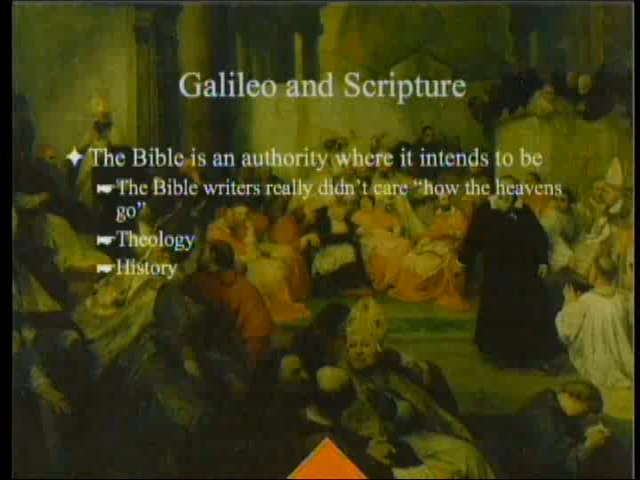 Galileo and Scripture
The Bible is an authority where it intends to be
The Bible writers really didn't care "how the heavens
go"
Theology
History